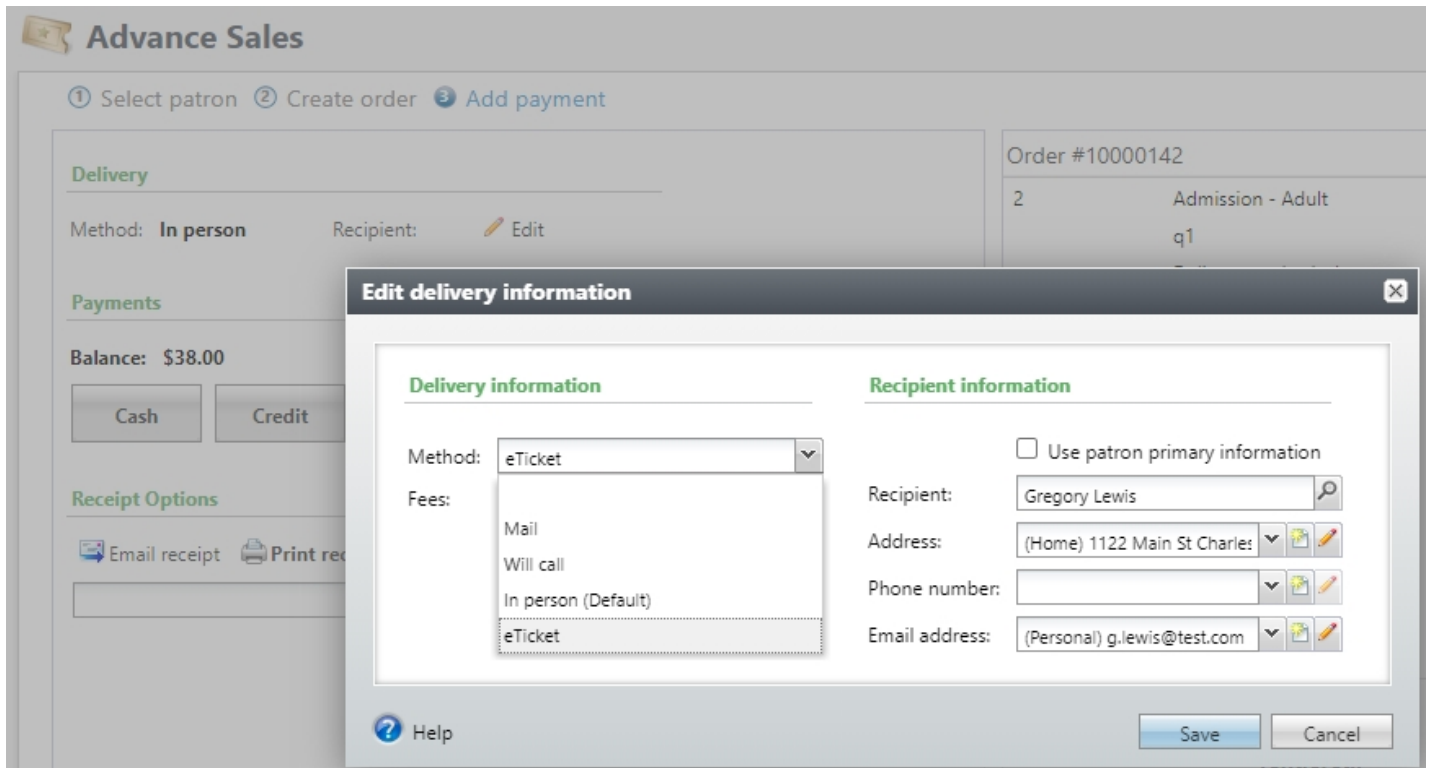 Advance Sales
1 Select patron 2 Create order 3 Add payment
Delivery
Method: In person Recipient: Edit
Payments
Balance: $38.00
Cash Credit
Receipt Options
Email receipt Print rec
Order #10000142
2 Admission - Adult
q1
Edit delivery information
Delivery information
Method: eTicket
Fees:
Mail
Will call
In person (Default)
eTicket
Recipient information
Use patron primary information
Recipient: Gregory Lewis
Address: (Home) 1122 Main St Charles
Phone number:
Email address: (Personal) g.lewis@test.com
Help
Save Cancel